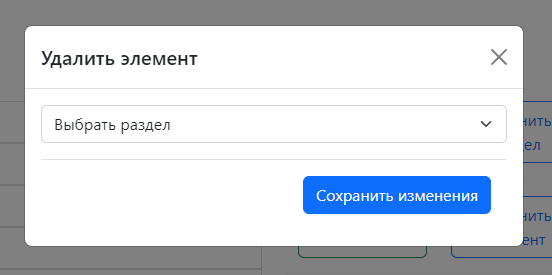 Удалить элемент
Выбрать раздел
Сохранить изменения